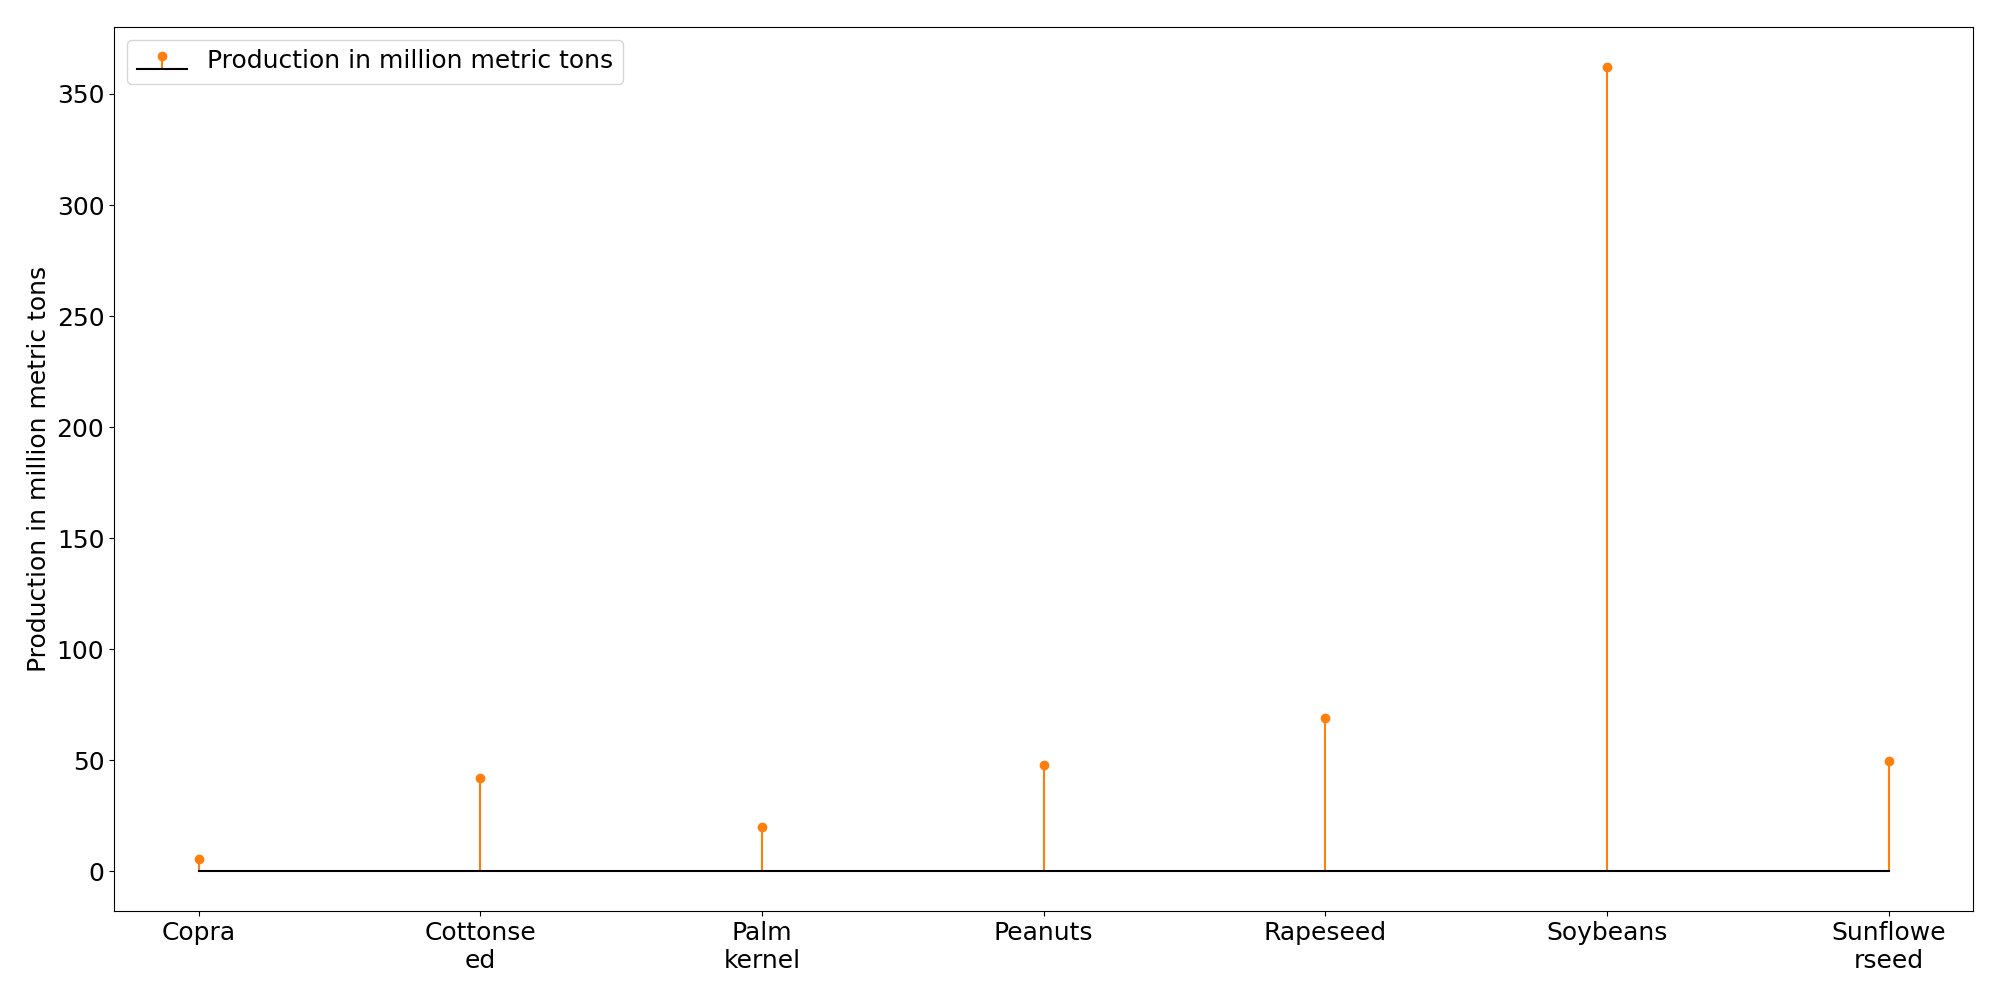 Production in million metric tons
Production in million metric tons
350
300
250
200
150
100
50
0
Copra
Cottonse
ed
Palm
kernel
Peanuts
Rapeseed
Soybeans
Sunflowe
rseed